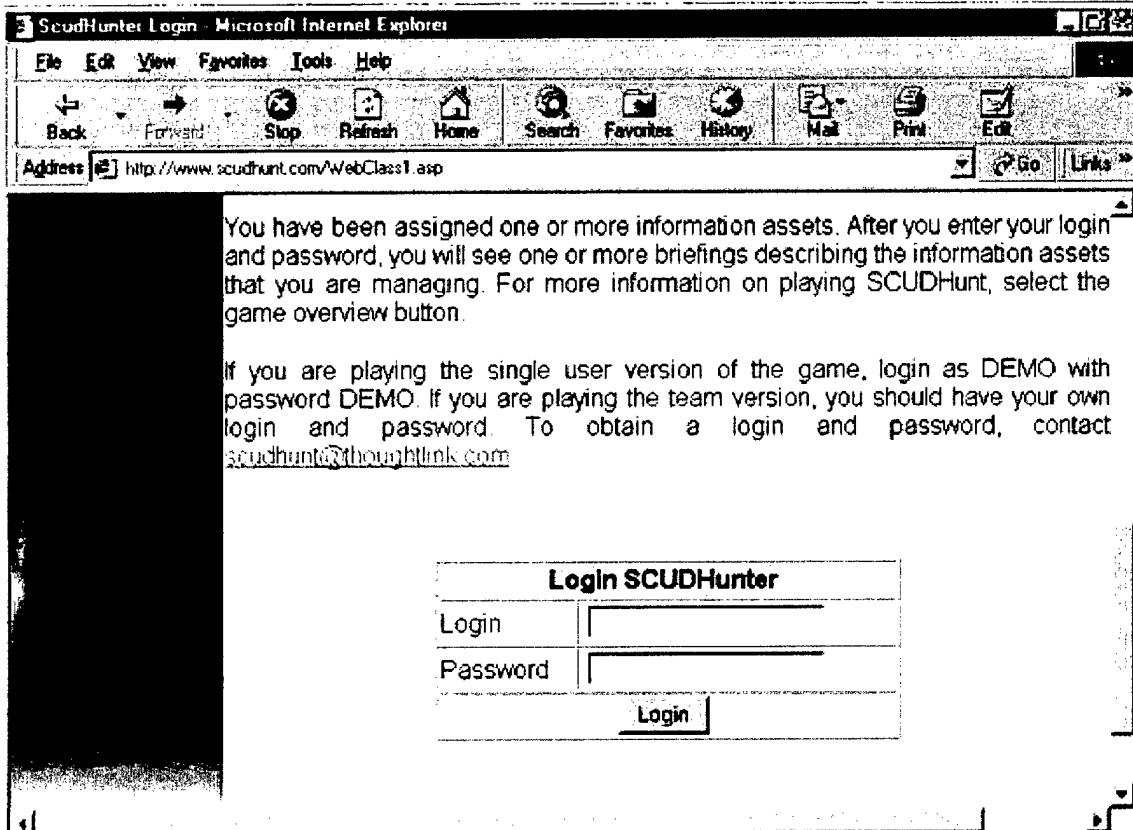 ScudHunter Login - Microsoft Internet Explorer
File Edit View Favorites Tools Help
Back Forward Stop Refresh Home Search Favorites History Mail Print Edit
Address http://www.scudhunt.com/WebClass1.asp Go Links
You have been assigned one or more information assets. After you enter your login
and password, you will see one or more briefings describing the information assets
that you are managing. For more information on playing SCUDHunt, select the
game overview button.
If you are playing the single user version of the game, login as DEMO with
password DEMO. If you are playing the team version, you should have your own
login and password. To obtain a login and password, contact
scudhunt@thoughtlink.com
Login SCUDHunter
Login
Password
Login